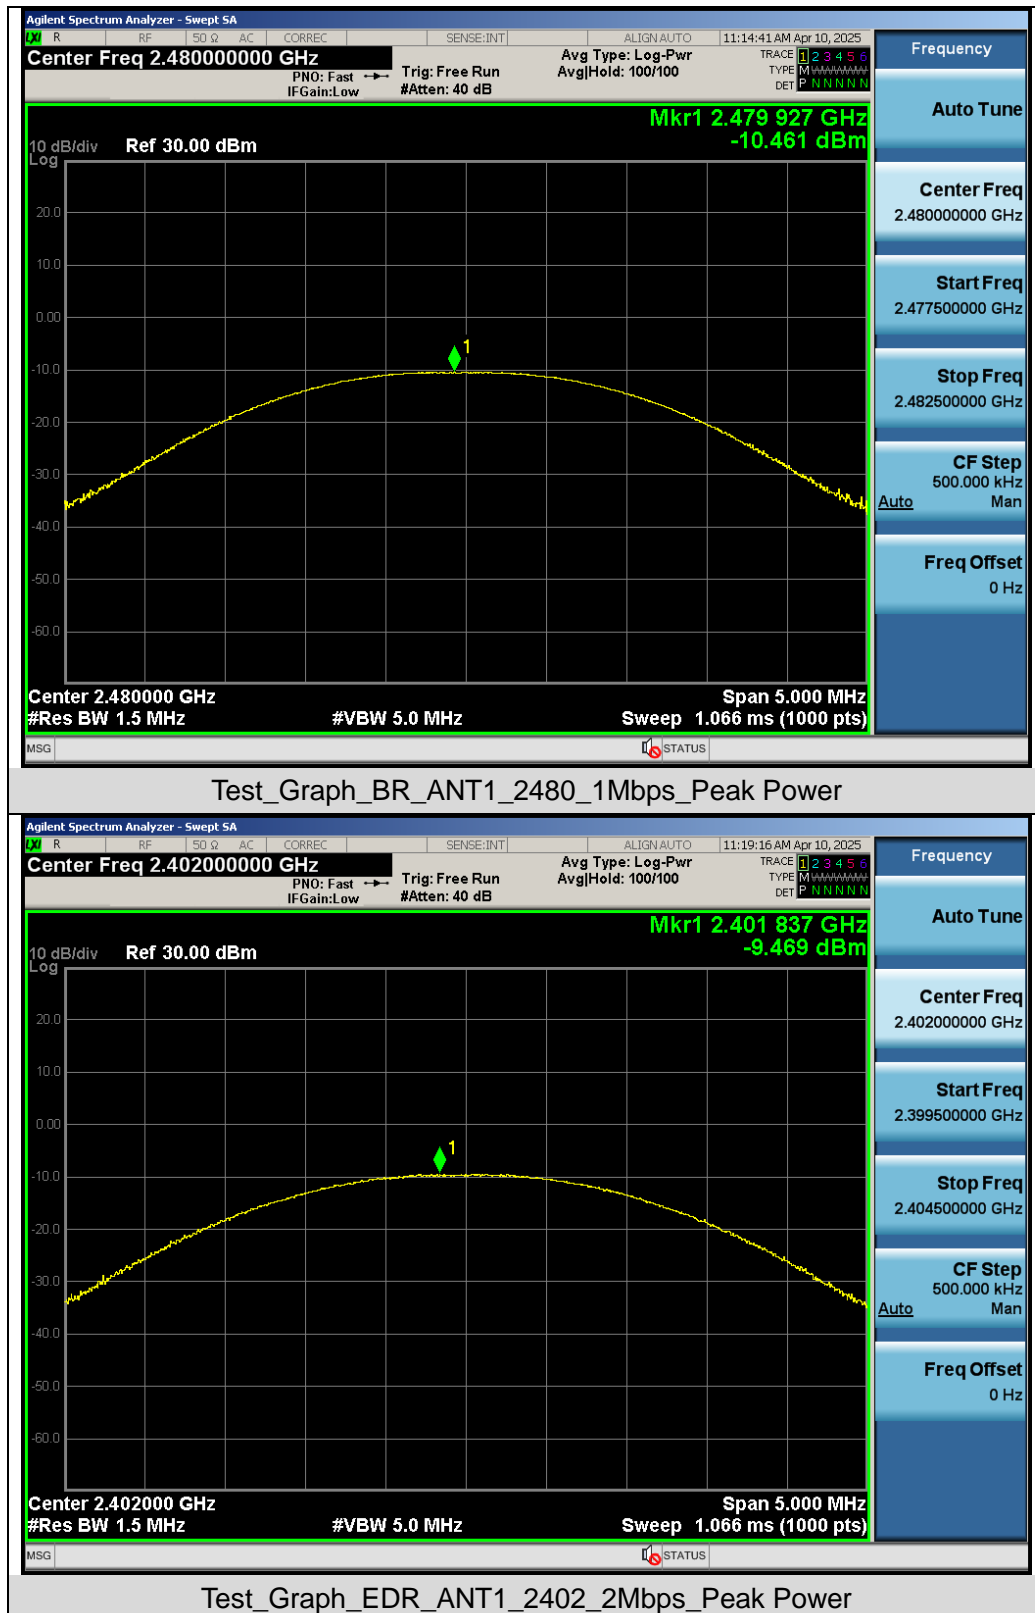 Agilent Spectrum Analyzer - Swept SA
LXI R RF 50 Ω AC CORREC SENSE:INT ALIGN AUTO 11:14:41 AM Apr 10, 2025
Center Freq 2.480000000 GHz
PNO: Fast
IFGain:Low
Trig: Free Run
#Atten: 40 dB
Avg Type: Log-Pwr
Avg|Hold: 100/100
TRACE 1 2 3 4 5 6
TYPE M WWWWW
DET P N N N N N
Frequency
Auto Tune
Center Freq
2.480000000 GHz
Start Freq
2.477500000 GHz
Stop Freq
2.482500000 GHz
CF Step
500.000 kHz
Auto Man
Freq Offset
0 Hz
Mkr1 2.479 927 GHz
-10.461 dBm
10 dB/div Ref 30.00 dBm
Log
20.0
10.0
0.00
1
-10.0
-20.0
-30.0
-40.0
-50.0
-60.0
Center 2.480000 GHz Span 5.000 MHz
#Res BW 1.5 MHz #VBW 5.0 MHz Sweep 1.066 ms (1000 pts)
MSG STATUS
Test_Graph_BR_ANT1_2480_1Mbps_Peak Power
Agilent Spectrum Analyzer - Swept SA
LXI R RF 50 Ω AC CORREC SENSE:INT ALIGN AUTO 11:19:16 AM Apr 10, 2025
Center Freq 2.402000000 GHz
PNO: Fast
IFGain:Low
Trig: Free Run
#Atten: 40 dB
Avg Type: Log-Pwr
Avg|Hold: 100/100
TRACE 1 2 3 4 5 6
TYPE M WWWWW
DET P N N N N N
Frequency
Auto Tune
Center Freq
2.402000000 GHz
Start Freq
2.399500000 GHz
Stop Freq
2.404500000 GHz
CF Step
500.000 kHz
Auto Man
Freq Offset
0 Hz
Mkr1 2.401 837 GHz
-9.469 dBm
10 dB/div Ref 30.00 dBm
Log
20.0
10.0
0.00
1
-10.0
-20.0
-30.0
-40.0
-50.0
-60.0
Center 2.402000 GHz Span 5.000 MHz
#Res BW 1.5 MHz #VBW 5.0 MHz Sweep 1.066 ms (1000 pts)
MSG STATUS
Test_Graph_EDR_ANT1_2402_2Mbps_Peak Power